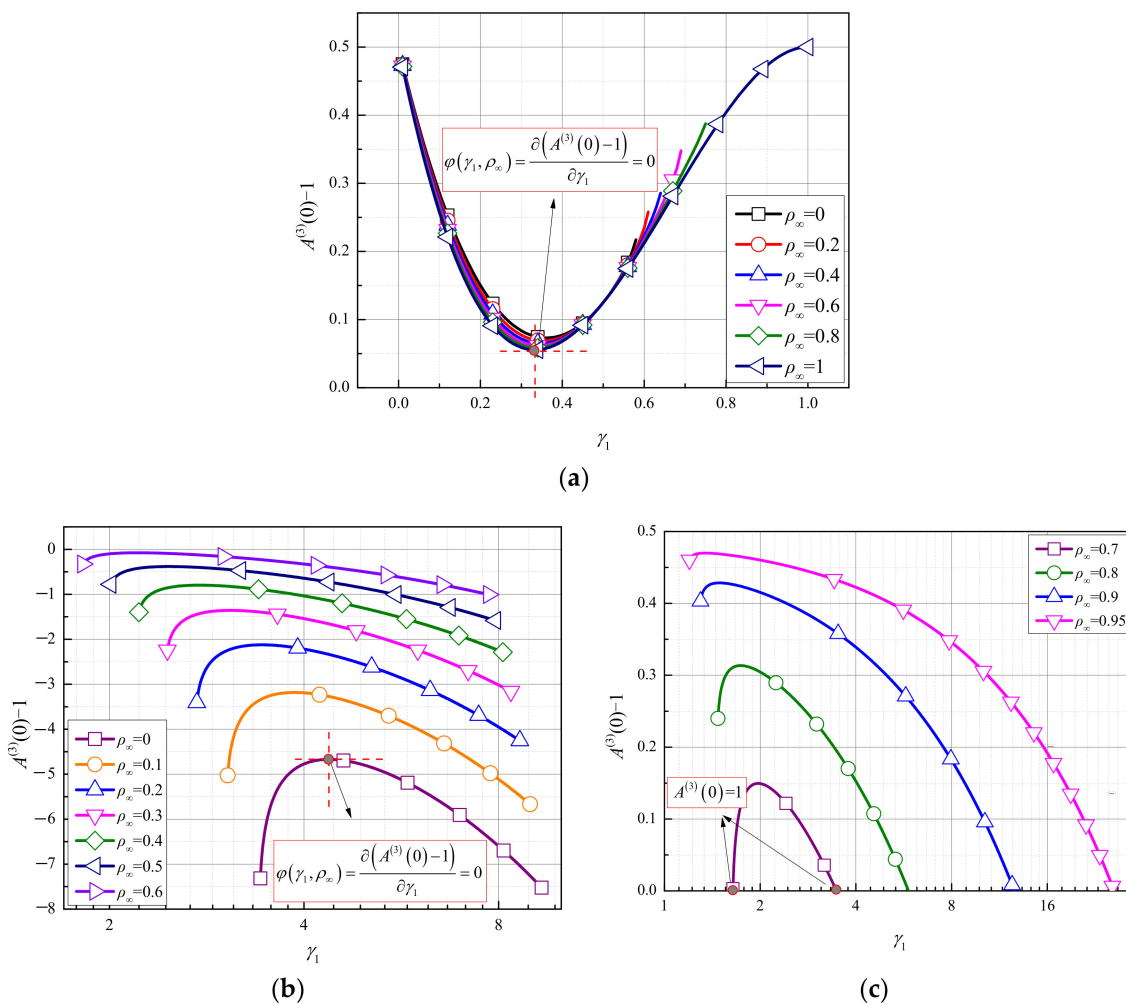 0.5
0.4
0.3
0.2
0.1
0.0
A⁽³⁾(0)−1
φ(γ₁, ρ∞) = ∂(A⁽³⁾(0)−1) / ∂γ₁ = 0
ρ∞=0
ρ∞=0.2
ρ∞=0.4
ρ∞=0.6
ρ∞=0.8
ρ∞=1
0.0 0.2 0.4 0.6 0.8 1.0
γ₁
(a)
0
−1
−2
−3
−4
−5
−6
−7
−8
A⁽³⁾(0)−1
ρ∞=0
ρ∞=0.1
ρ∞=0.2
ρ∞=0.3
ρ∞=0.4
ρ∞=0.5
ρ∞=0.6
φ(γ₁, ρ∞) = ∂(A⁽³⁾(0)−1) / ∂γ₁ = 0
2 4 8
γ₁
(b)
0.5
0.4
0.3
0.2
0.1
0.0
A⁽³⁾(0)−1
ρ∞=0.7
ρ∞=0.8
ρ∞=0.9
ρ∞=0.95
A⁽³⁾(0)=1
1 2 4 8 16
γ₁
(c)